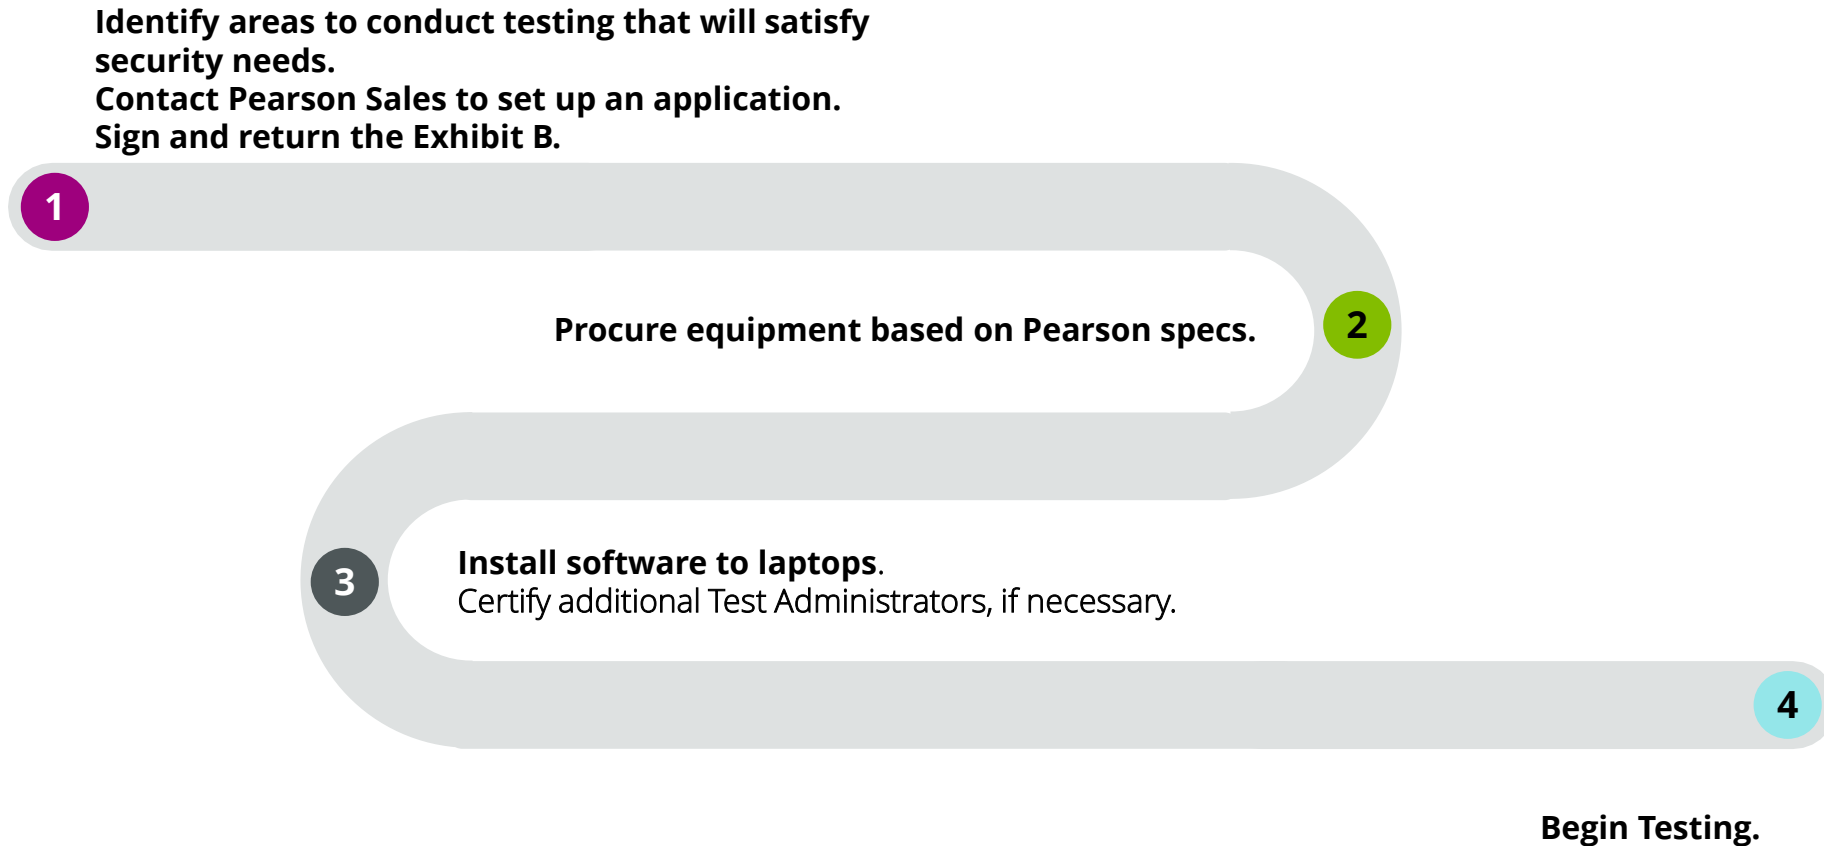 Identify areas to conduct testing that will satisfy
security needs.
Contact Pearson Sales to set up an application.
Sign and return the Exhibit B.
1
Procure equipment based on Pearson specs.
2
3
Install software to laptops.
Certify additional Test Administrators, if necessary.
4
Begin Testing.